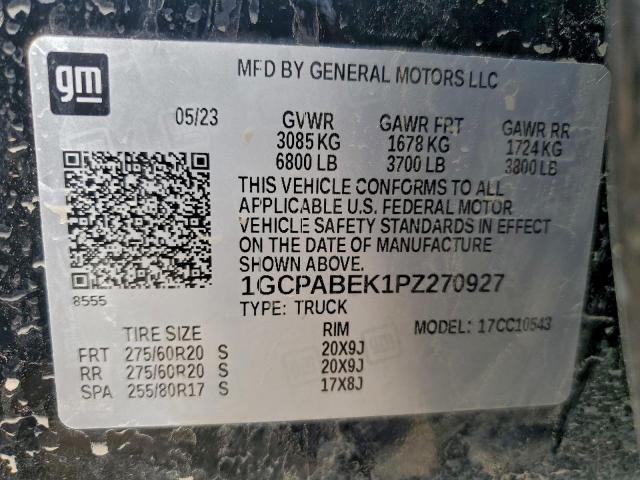 gm
MFD BY GENERAL MOTORS LLC
05/23 GVWR GAWR FRT GAWR RR
3085 KG 1678 KG 1724 KG
6800 LB 3700 LB 3800 LB
THIS VEHICLE CONFORMS TO ALL
APPLICABLE U.S. FEDERAL MOTOR
VEHICLE SAFETY STANDARDS IN EFFECT
ON THE DATE OF MANUFACTURE
SHOWN ABOVE.
1GCPABEK1PZ270927
8555
TYPE: TRUCK
TIRE SIZE RIM MODEL: 17CC10543
FRT 275/60R20 S 20X9J
RR 275/60R20 S 20X9J
SPA 255/80R17 S 17X8J